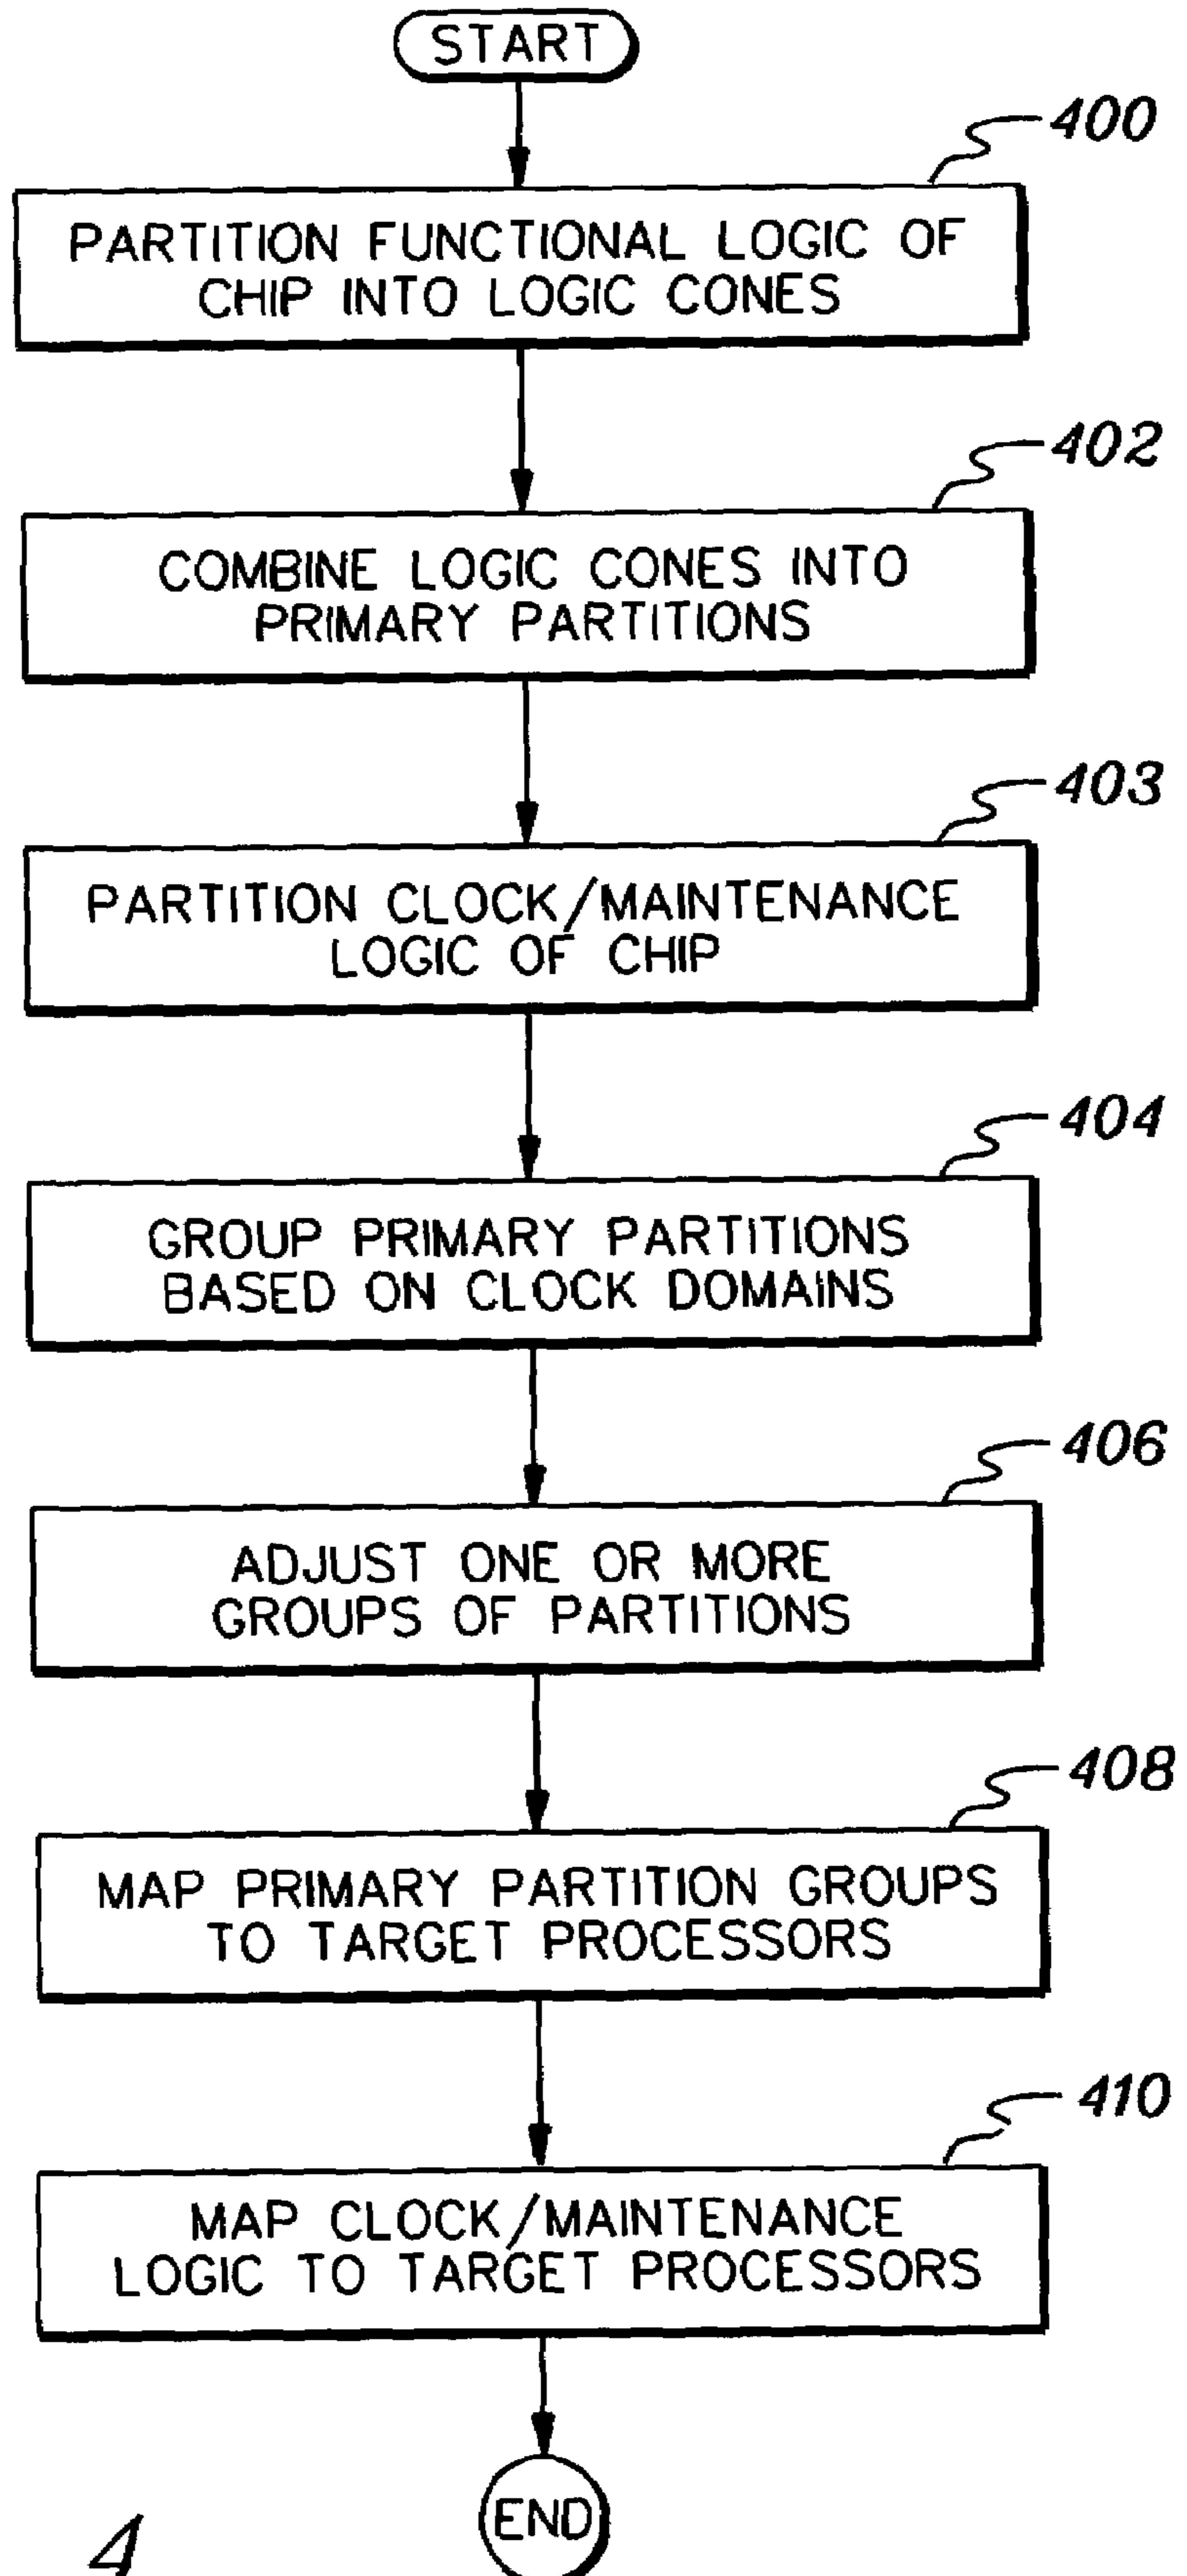 START
400
PARTITION FUNCTIONAL LOGIC OF
CHIP INTO LOGIC CONES
402
COMBINE LOGIC CONES INTO
PRIMARY PARTITIONS
403
PARTITION CLOCK/MAINTENANCE
LOGIC OF CHIP
404
GROUP PRIMARY PARTITIONS
BASED ON CLOCK DOMAINS
406
ADJUST ONE OR MORE
GROUPS OF PARTITIONS
408
MAP PRIMARY PARTITION GROUPS
TO TARGET PROCESSORS
410
MAP CLOCK/MAINTENANCE
LOGIC TO TARGET PROCESSORS
END
4